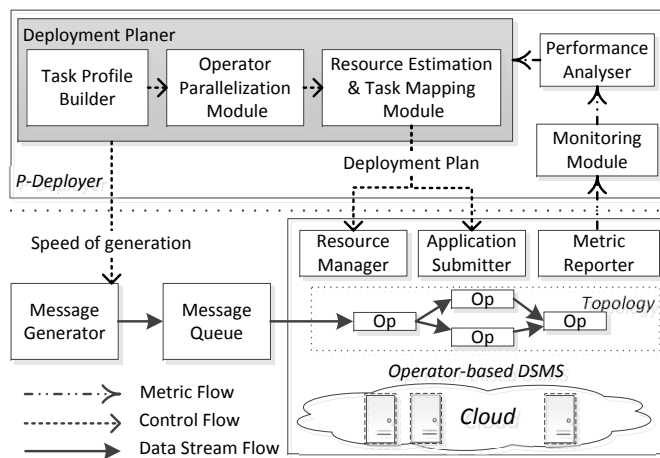 Deployment Planer
Task Profile
Builder
Operator
Parallelization
Module
Resource Estimation
& Task Mapping
Module
Performance
Analyser
Monitoring
Module
P-Deployer
Deployment Plan
Speed of generation
Resource
Manager
Application
Submitter
Metric
Reporter
Message
Generator
Message
Queue
Topology
Op
Op
Op
Op
Operator-based DSMS
Cloud
Metric Flow
Control Flow
Data Stream Flow